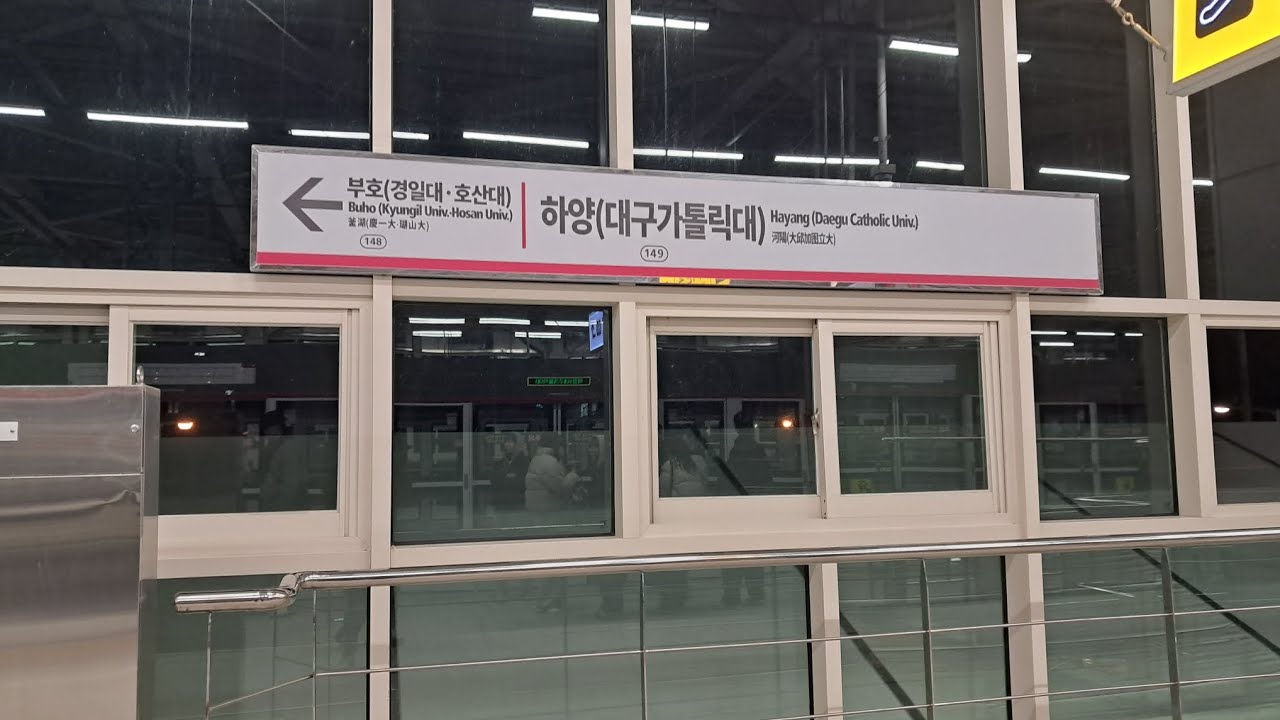 부호(경일대·호산대)
Buho (Kyungil Univ.·Hosan Univ.)
釜湖(慶一大·瑚山大)
148
하양(대구가톨릭대)
149
Hayang (Daegu Catholic Univ.)
河陽(大邱加图立大)